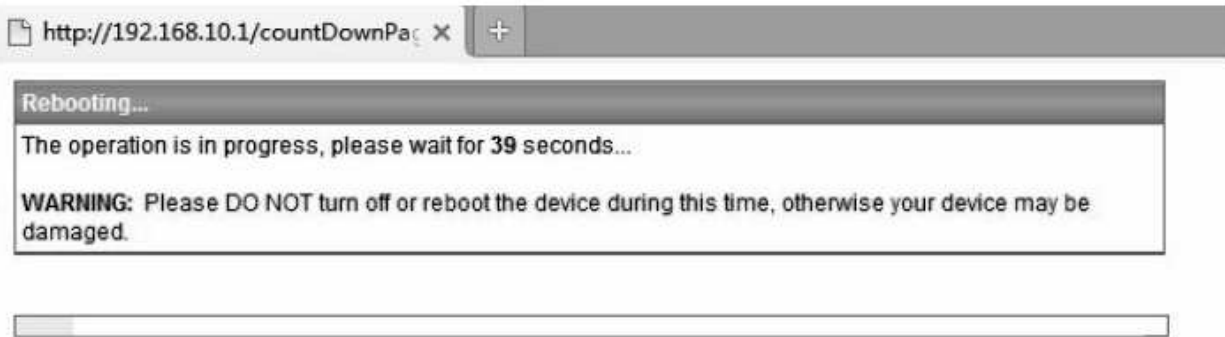 http://192.168.10.1/countDownPag
Rebooting...
The operation is in progress, please wait for 39 seconds...
WARNING: Please DO NOT turn off or reboot the device during this time, otherwise your device may be
damaged.